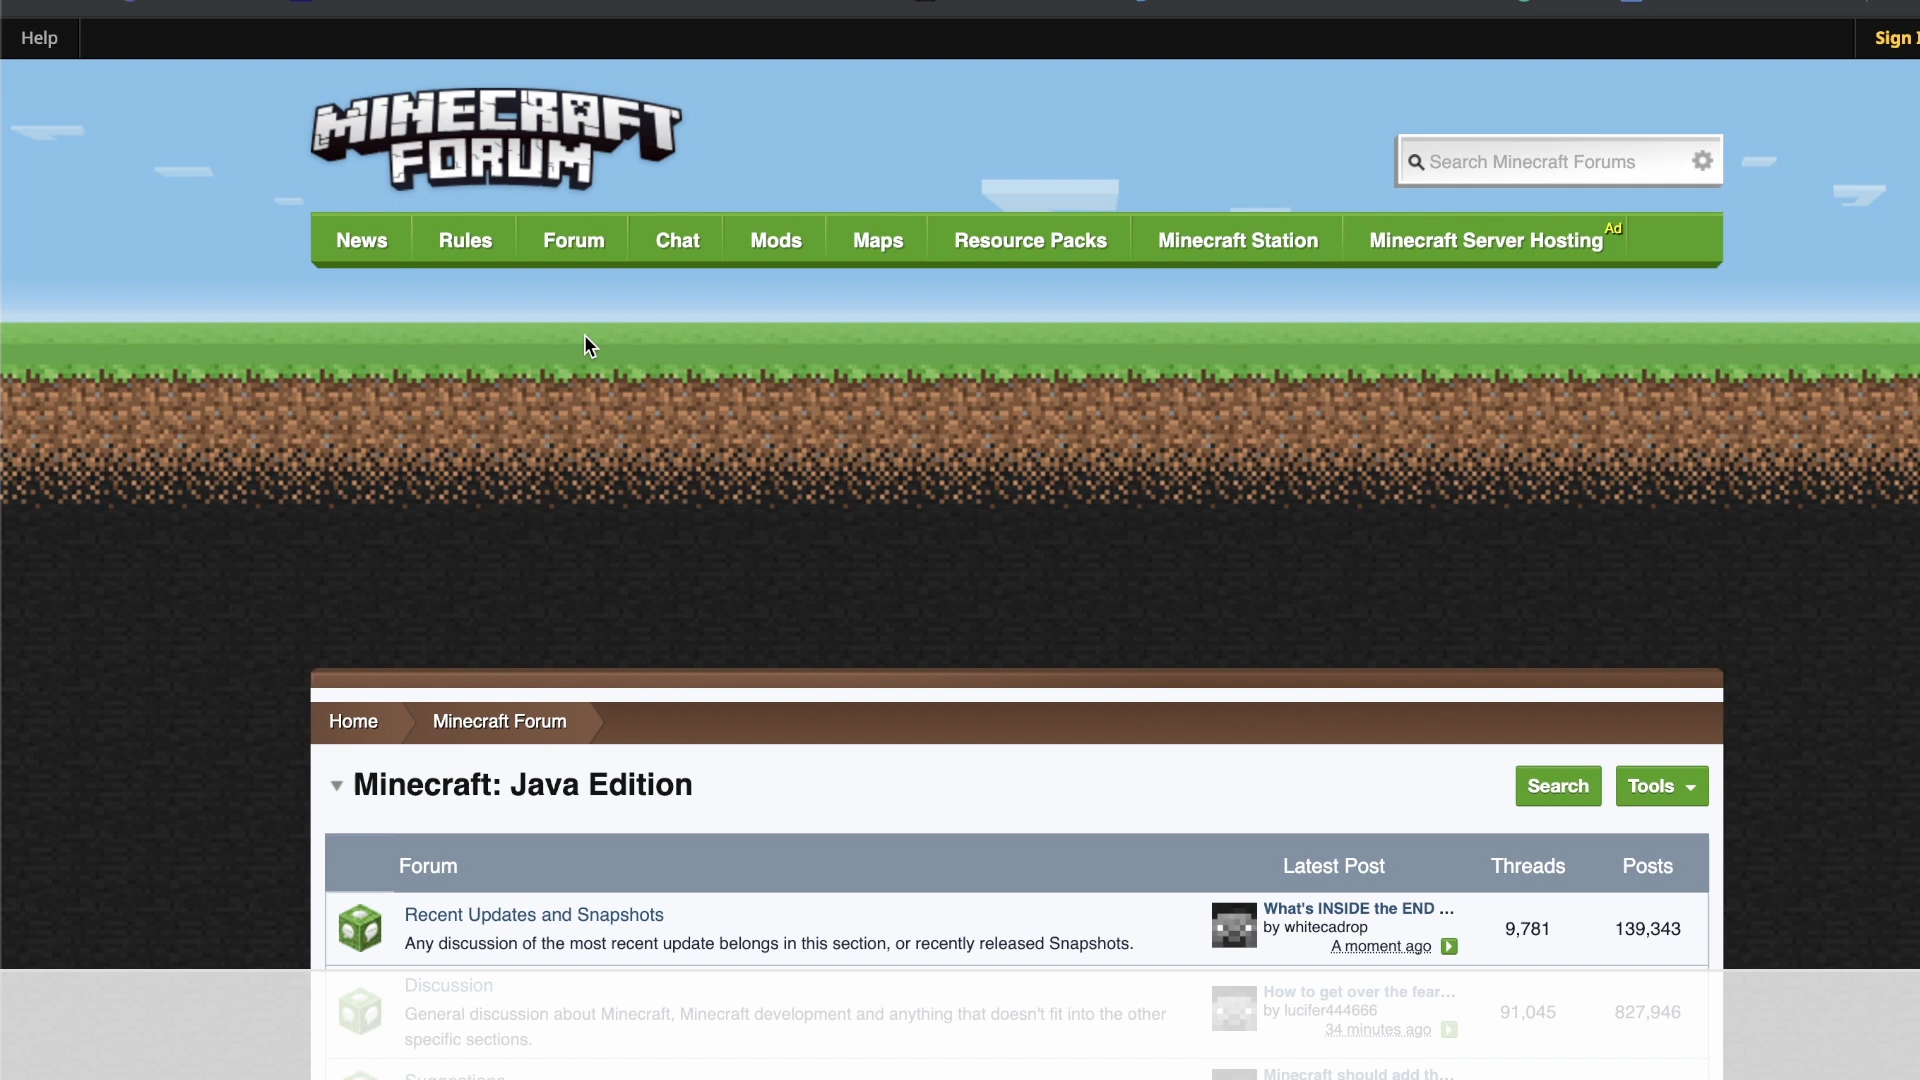 Help
Sign
MINECRAFT
FORUM
Search Minecraft Forums
News Rules Forum Chat Mods Maps Resource Packs Minecraft Station Minecraft Server Hosting Ad
Home Minecraft Forum
Minecraft: Java Edition
Search Tools
Forum Latest Post Threads Posts
Recent Updates and Snapshots
Any discussion of the most recent update belongs in this section, or recently released Snapshots.
What's INSIDE the END ...
by whitecadrop
A moment ago
9,781 139,343
Discussion
General discussion about Minecraft, Minecraft development and anything that doesn't fit into the other
specific sections.
How to get over the fear...
by lucifer444666
34 minutes ago
91,045 827,946
Suggestions
Minecraft should add th...